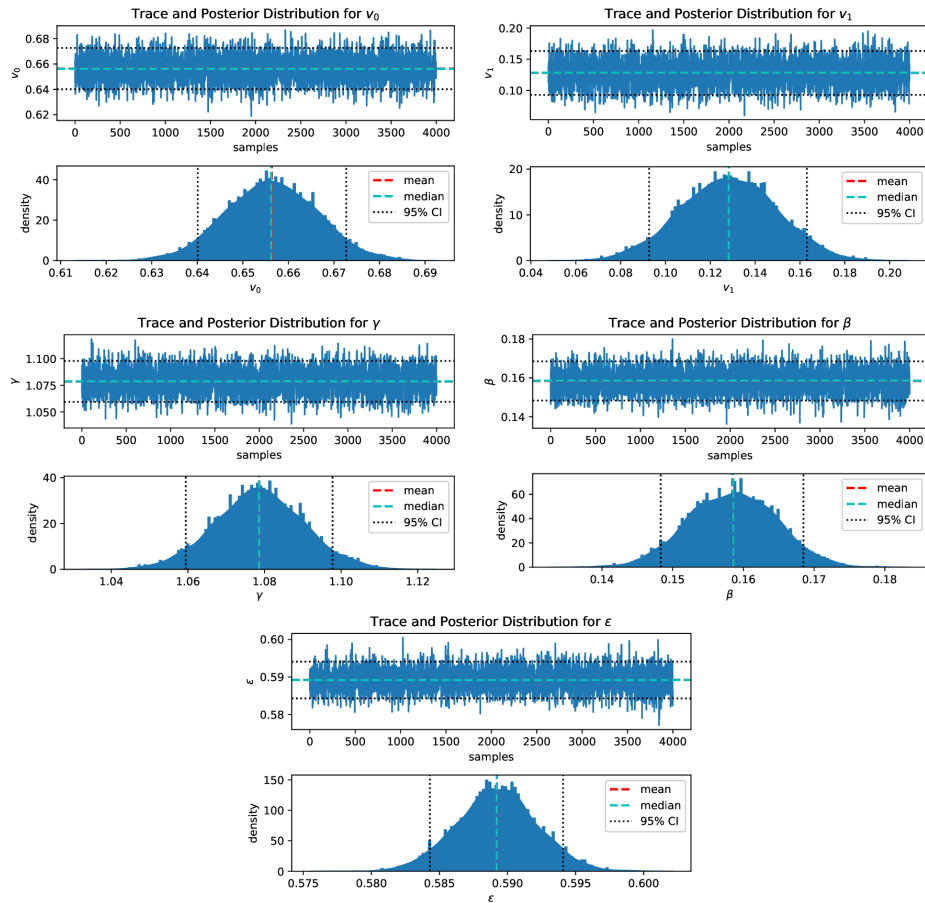 Trace and Posterior Distribution for v₀
0.68
0.66
0.64
0.62
v₀
0 500 1000 1500 2000 2500 3000 3500 4000
samples
40
20
0
density
mean
median
95% CI
0.61 0.62 0.63 0.64 0.65 0.66 0.67 0.68 0.69
v₀
Trace and Posterior Distribution for v₁
0.20
0.15
0.10
v₁
0 500 1000 1500 2000 2500 3000 3500 4000
samples
20
10
0
density
mean
median
95% CI
0.04 0.06 0.08 0.10 0.12 0.14 0.16 0.18 0.20
v₁
Trace and Posterior Distribution for γ
1.100
1.075
1.050
γ
0 500 1000 1500 2000 2500 3000 3500 4000
samples
40
20
0
density
mean
median
95% CI
1.04 1.06 1.08 1.10 1.12
γ
Trace and Posterior Distribution for β
0.18
0.16
0.14
β
0 500 1000 1500 2000 2500 3000 3500 4000
samples
60
40
20
0
density
mean
median
95% CI
0.14 0.15 0.16 0.17 0.18
β
Trace and Posterior Distribution for ε
0.60
0.59
0.58
ε
0 500 1000 1500 2000 2500 3000 3500 4000
samples
150
100
50
0
density
mean
median
95% CI
0.575 0.580 0.585 0.590 0.595 0.600
ε